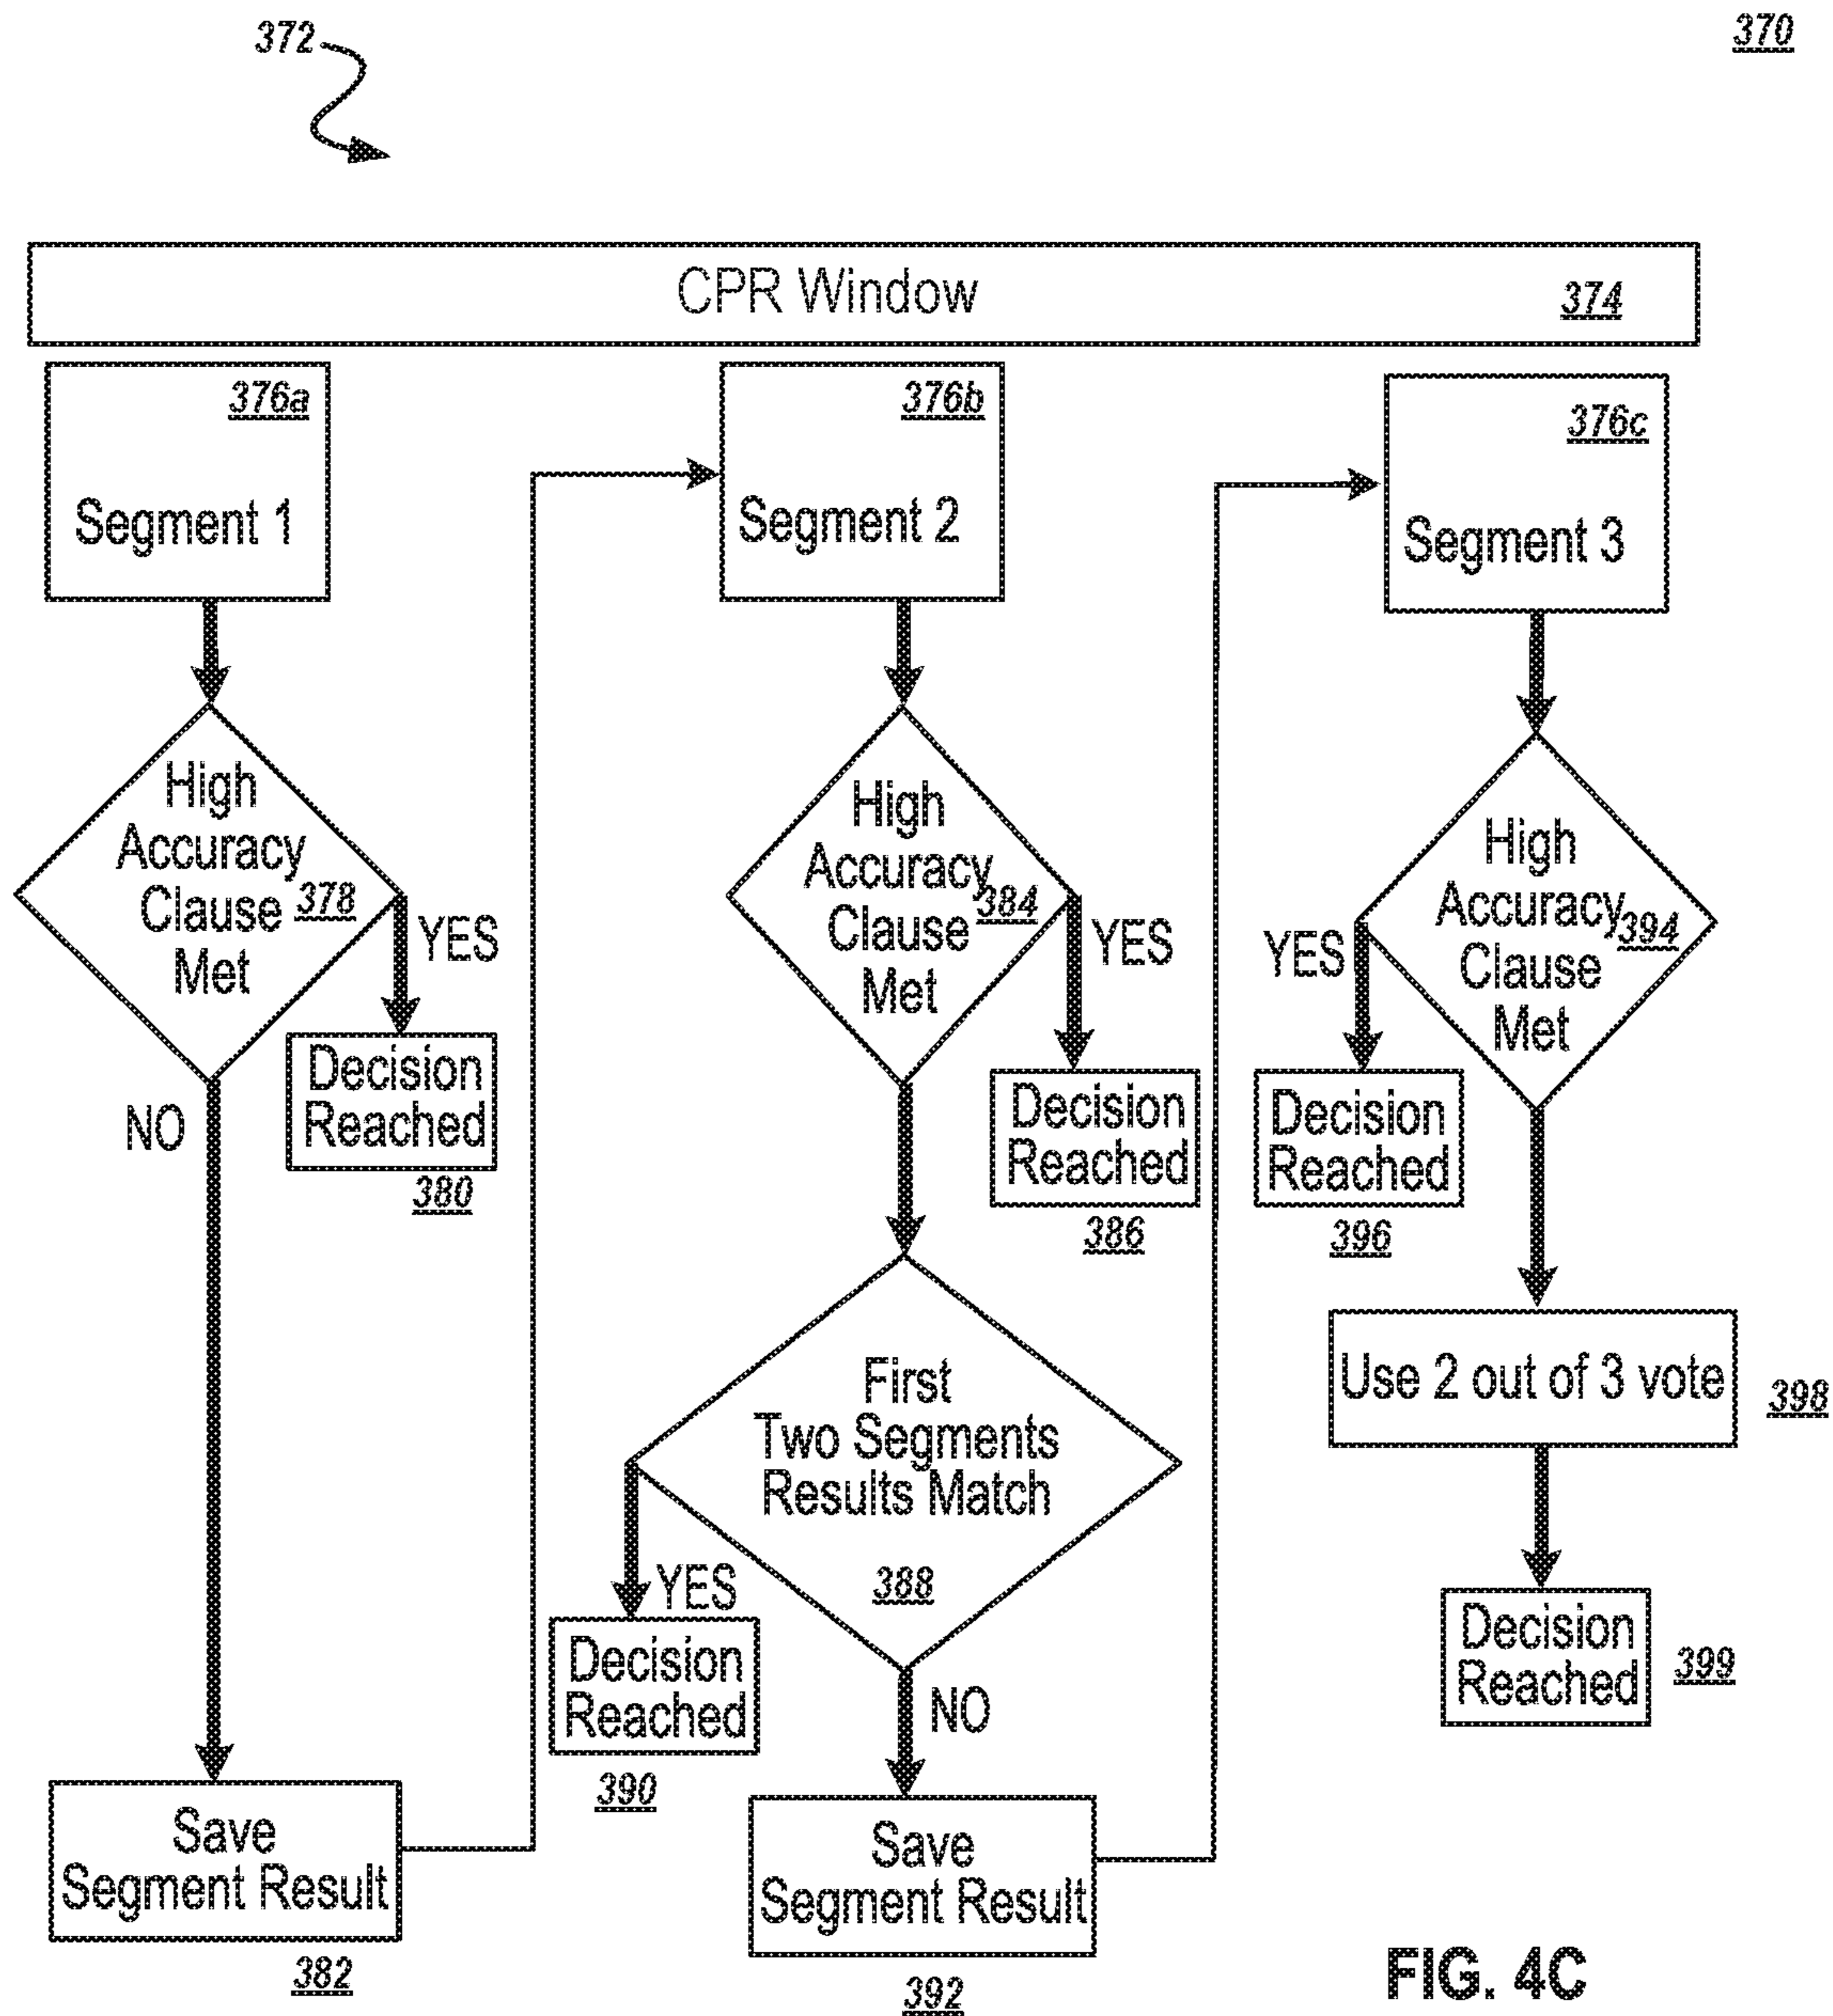 372
370
CPR Window
374
376a
Segment 1
High
Accuracy
Clause
378
Met
YES
NO
Decision
Reached
380
Save
Segment Result
382
376b
Segment 2
High
Accuracy
384
Clause
Met
YES
Decision
Reached
386
First
Two Segments
Results Match
388
YES
Decision
Reached
390
NO
Save
Segment Result
392
376c
Segment 3
High
Accuracy
394
Clause
Met
YES
Decision
Reached
396
Use 2 out of 3 vote
398
Decision
Reached
399
FIG. 4C